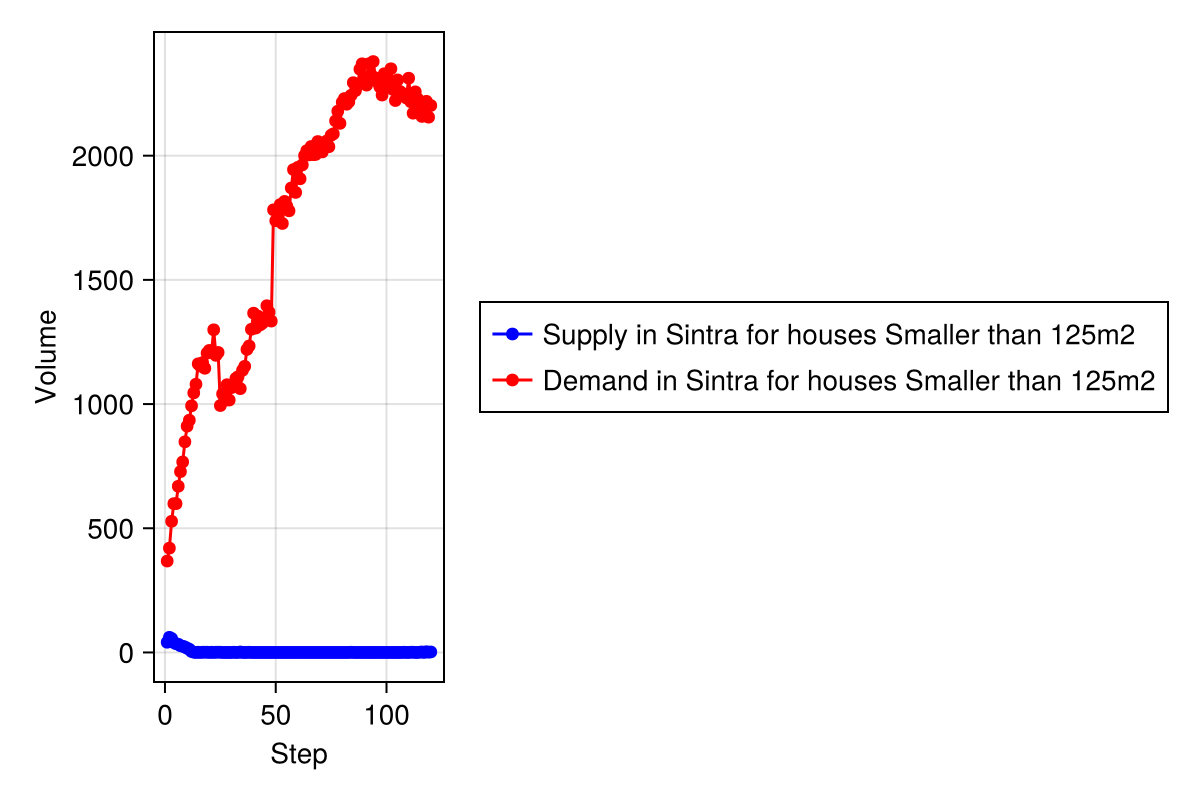 2000
1500
1000
500
0
Volume
0 50 100
Step
Supply in Sintra for houses Smaller than 125m2
Demand in Sintra for houses Smaller than 125m2